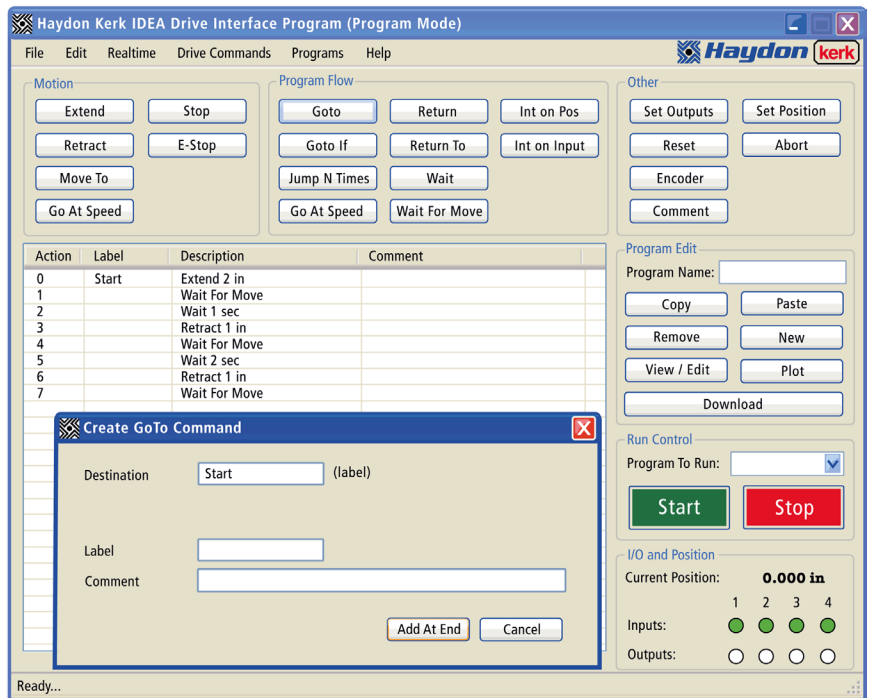 Haydon Kerk IDEA Drive Interface Program (Program Mode)
File Edit Realtime Drive Commands Programs Help
Haydon kerk
Motion
Extend Stop
Retract E-Stop
Move To
Go At Speed
Program Flow
Goto Return Int on Pos
Goto If Return To Int on Input
Jump N Times Wait
Go At Speed Wait For Move
Other
Set Outputs Set Position
Reset Abort
Encoder
Comment
Action Label Description Comment
0 Start Extend 2 in
1 Wait For Move
2 Wait 1 sec
3 Retract 1 in
4 Wait For Move
5 Wait 2 sec
6 Retract 1 in
7 Wait For Move
Create GoTo Command
Destination Start (label)
Label
Comment
Add At End Cancel
Program Edit
Program Name:
Copy Paste
Remove New
View / Edit Plot
Download
Run Control
Program To Run:
Start Stop
I/O and Position
Current Position: 0.000 in
1 2 3 4
Inputs:
Outputs:
Ready...